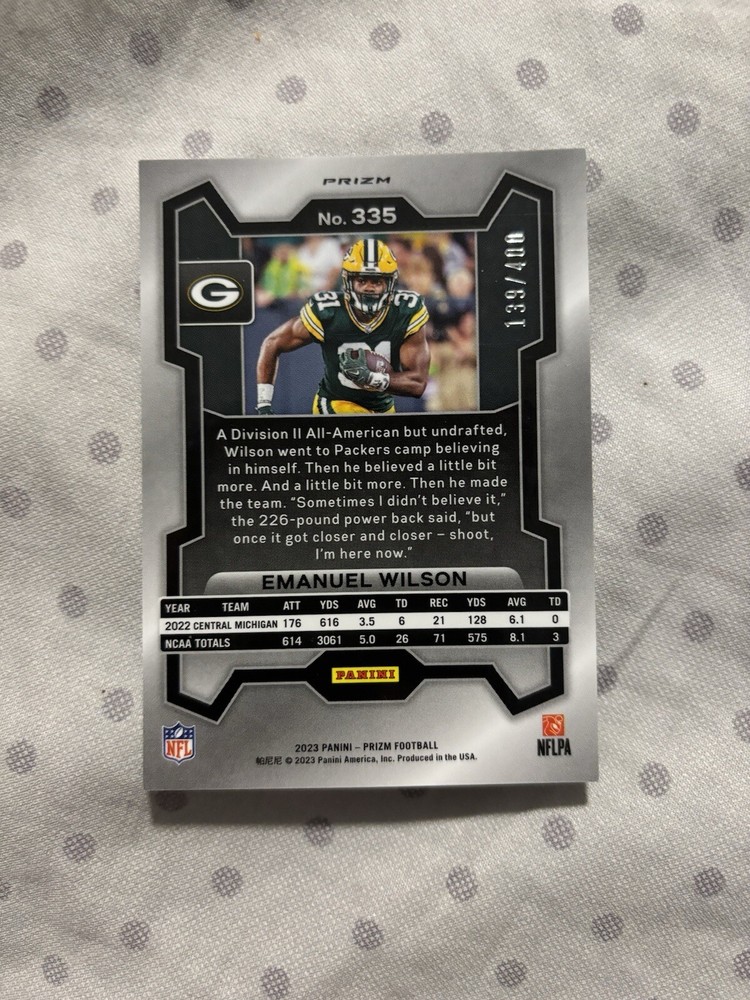 PRIZM
No. 335
139/400
G
31 31
31
A Division II All-American but undrafted,
Wilson went to Packers camp believing
in himself. Then he believed a little bit
more. And a little bit more. Then he made
the team. "Sometimes I didn't believe it,"
the 226-pound power back said, "but
once it got closer and closer – shoot,
I'm here now."
EMANUEL WILSON
YEAR TEAM ATT YDS AVG TD REC YDS AVG TD
2022 CENTRAL MICHIGAN 176 616 3.5 6 21 128 6.1 0
NCAA TOTALS 614 3061 5.0 26 71 575 8.1 3
PANINI
NFL
NFLPA
2023 PANINI – PRIZM FOOTBALL
帕尼尼 © 2023 Panini America, Inc. Produced in the USA.